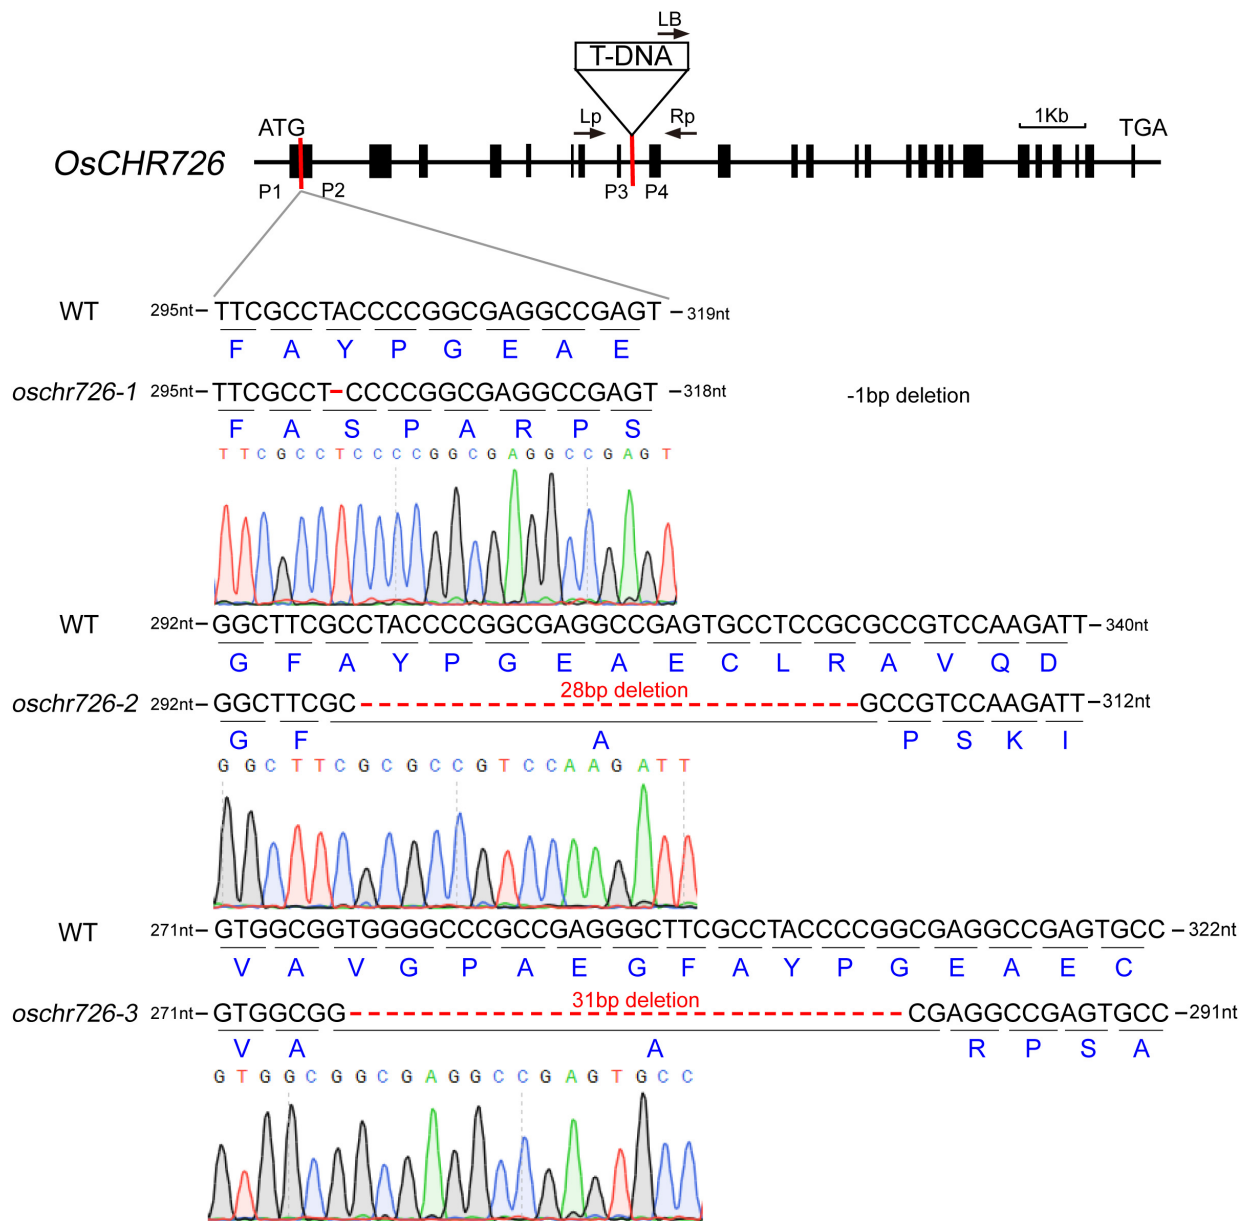 LB
T-DNA
Lp Rp
ATG 1Kb TGA
OsCHR726
P1 P2 P3 P4
WT 295nt TTCGCCTACCCCGGCGAGGCCGAGT 319nt
F A Y P G E A E
oschr726-1 295nt TTCGCCT-CCCCGGCGAGGCCGAGT 318nt -1bp deletion
F A S P A R P S
T T C G C C T C C C C G G C G A G G C C G A G T
WT 292nt GGCTTCGCCTACCCCGGCGAGGCCGAGTGCCTCCGCGCCGTCCAAGATT 340nt
G F A Y P G E A E C L R A V Q D
28bp deletion
oschr726-2 292nt GGCTTCGC GCCGTCCAAGATT 312nt
G F A P S K I
G G C T T C G C G C C G T C C A A G A T T
WT 271nt GTGGCGGTGGGGCCCGCCGAGGGCTTCGCCTACCCCGGCGAGGCCGAGTGCC 322nt
V A V G P A E G F A Y P G E A E C
31bp deletion
oschr726-3 271nt GTGGCGG CGAGGCCGAGTGCC 291nt
V A A R P S A
G T G G C G G C G A G G C C G A G T G C C